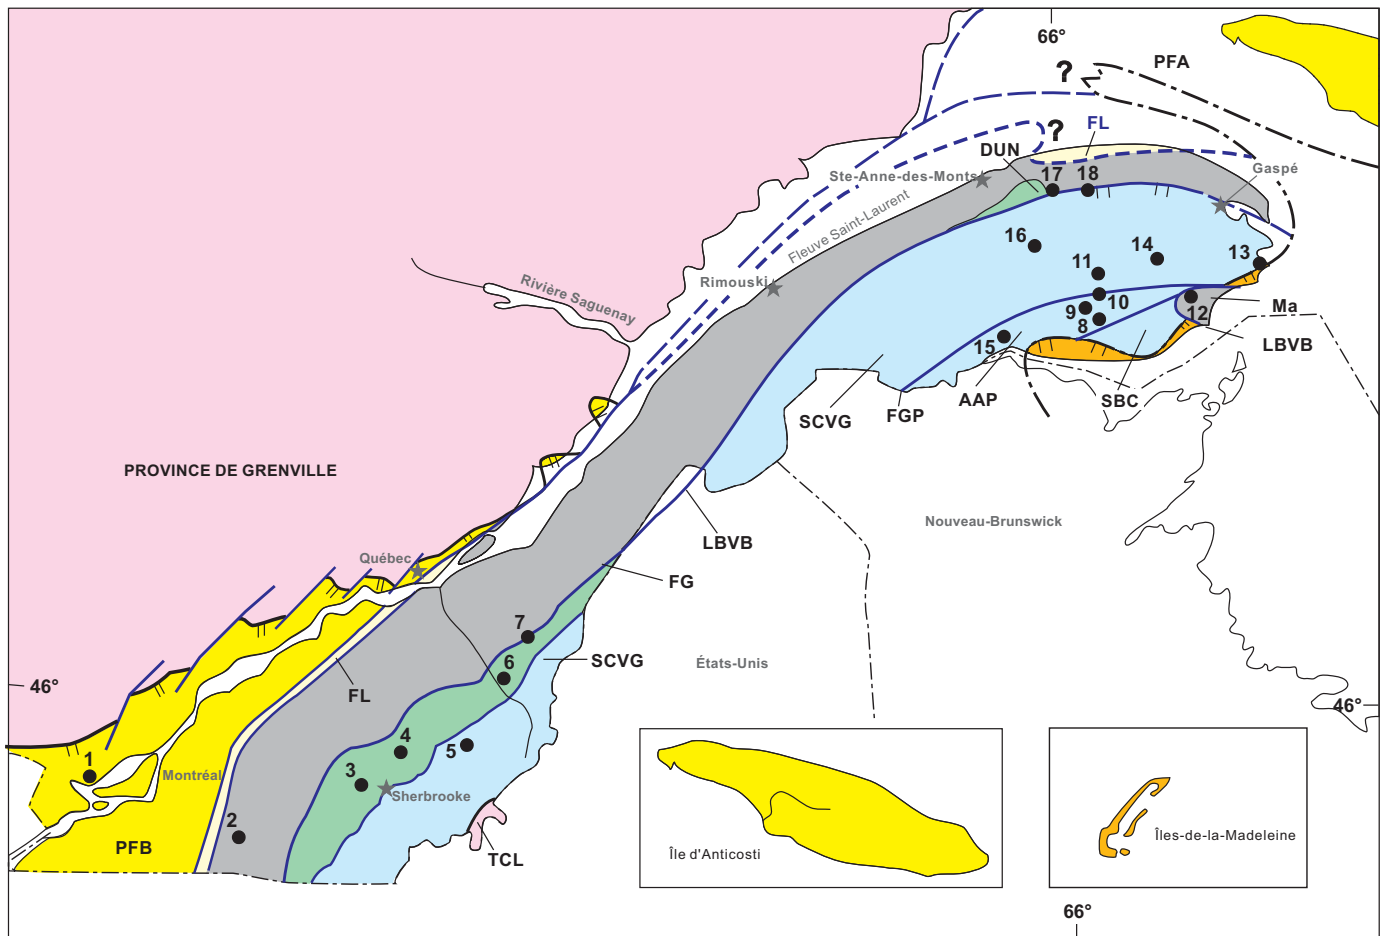 66°
PFA
?
?
FL
DUN
Gaspé
Ste-Anne-des-Monts
17
18
Fleuve Saint-Laurent
16
14
13
11
Rimouski
Rivière Saguenay
10
9
12
Ma
8
15
LBVB
AAP
SBC
SCVG
FGP
PROVINCE DE GRENVILLE
Nouveau-Brunswick
LBVB
Québec
FG
7
SCVG
6
États-Unis
46°
FL
46°
4
5
1
Montréal
3
Sherbrooke
2
PFB
TCL
Île d'Anticosti
Îles-de-la-Madeleine
66°